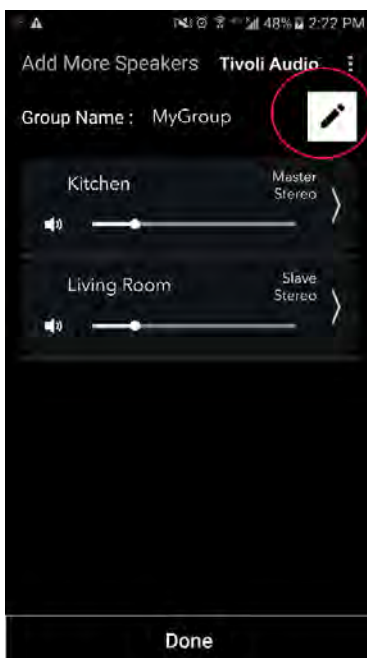 48% 2:22 PM
Add More Speakers Tivoli Audio
Group Name : MyGroup
Kitchen
Master
Stereo
Living Room
Slave
Stereo
Done